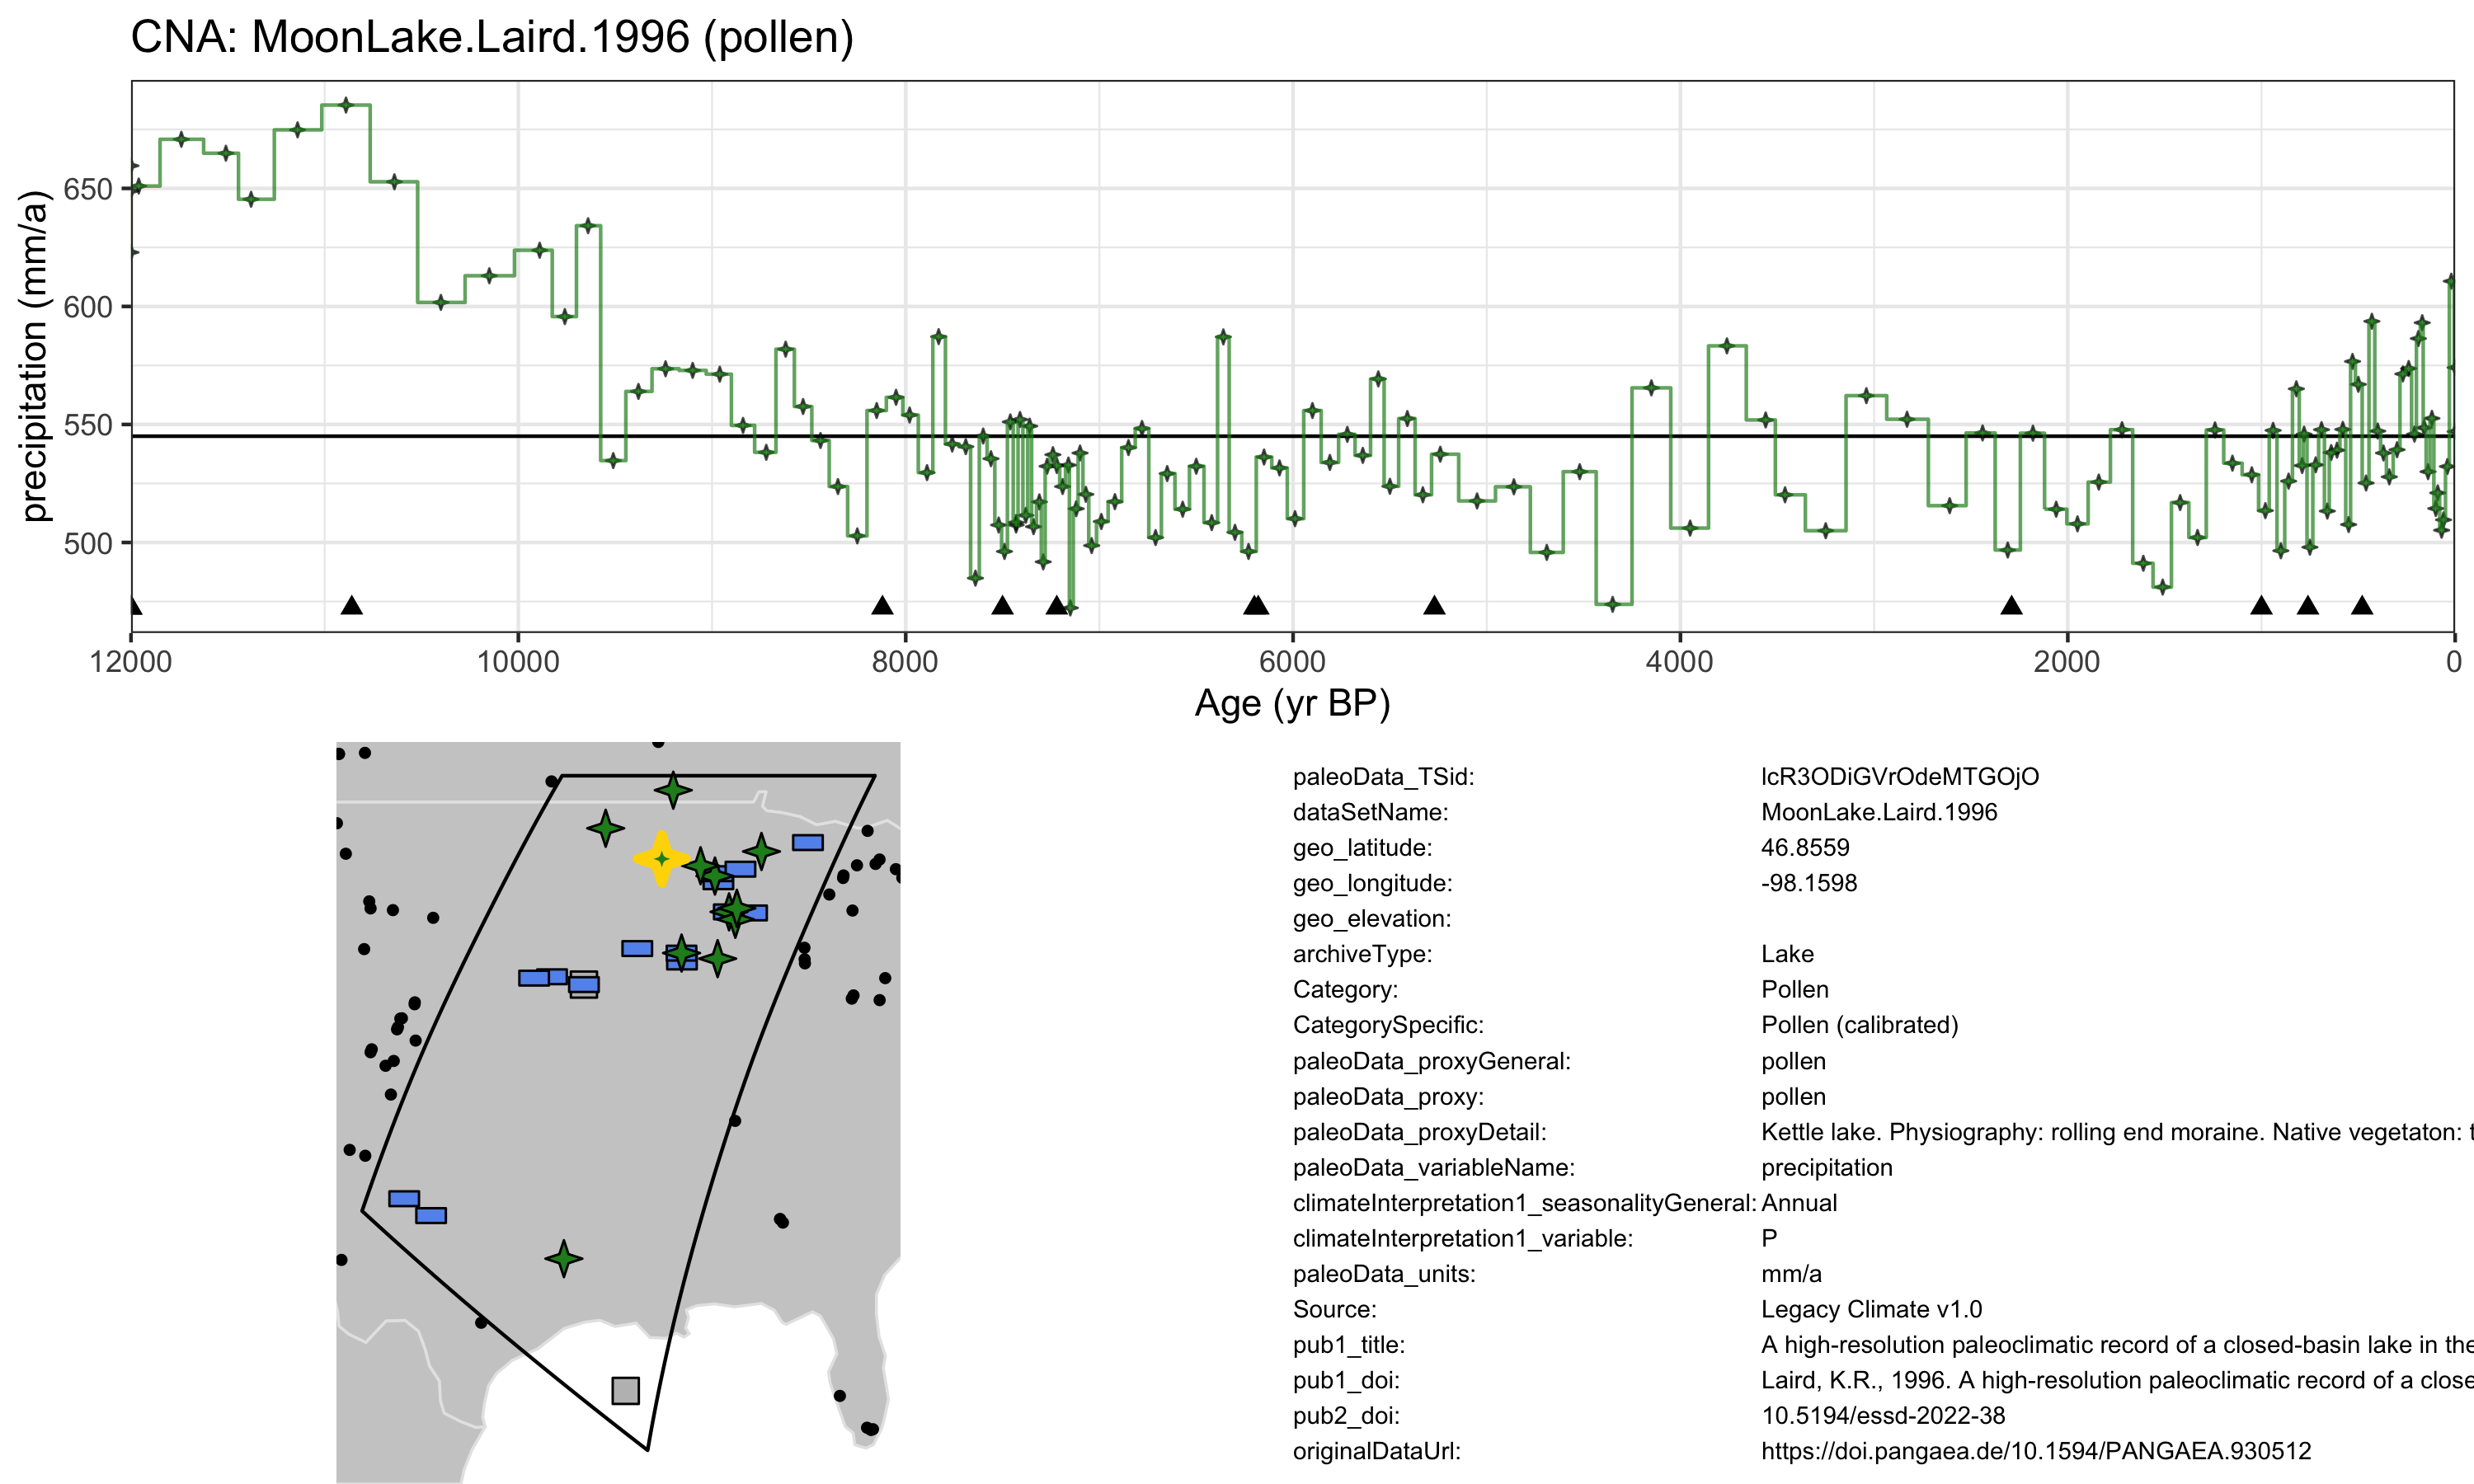 CNA: MoonLake.Laird.1996 (pollen)
precipitation (mm/a)
650
600
550
500
12000 10000 8000 6000 4000 2000 0
Age (yr BP)
paleoData_TSid: lcR3ODiGVrOdeMTGOjO
dataSetName: MoonLake.Laird.1996
geo_latitude: 46.8559
geo_longitude: -98.1598
geo_elevation:
archiveType: Lake
Category: Pollen
CategorySpecific: Pollen (calibrated)
paleoData_proxyGeneral: pollen
paleoData_proxy: pollen
paleoData_proxyDetail: Kettle lake. Physiography: rolling end moraine. Native vegetaton: t
paleoData_variableName: precipitation
climateInterpretation1_seasonalityGeneral: Annual
climateInterpretation1_variable: P
paleoData_units: mm/a
Source: Legacy Climate v1.0
pub1_title: A high-resolution paleoclimatic record of a closed-basin lake in the
pub1_doi: Laird, K.R., 1996. A high-resolution paleoclimatic record of a close
pub2_doi: 10.5194/essd-2022-38
originalDataUrl: https://doi.pangaea.de/10.1594/PANGAEA.930512